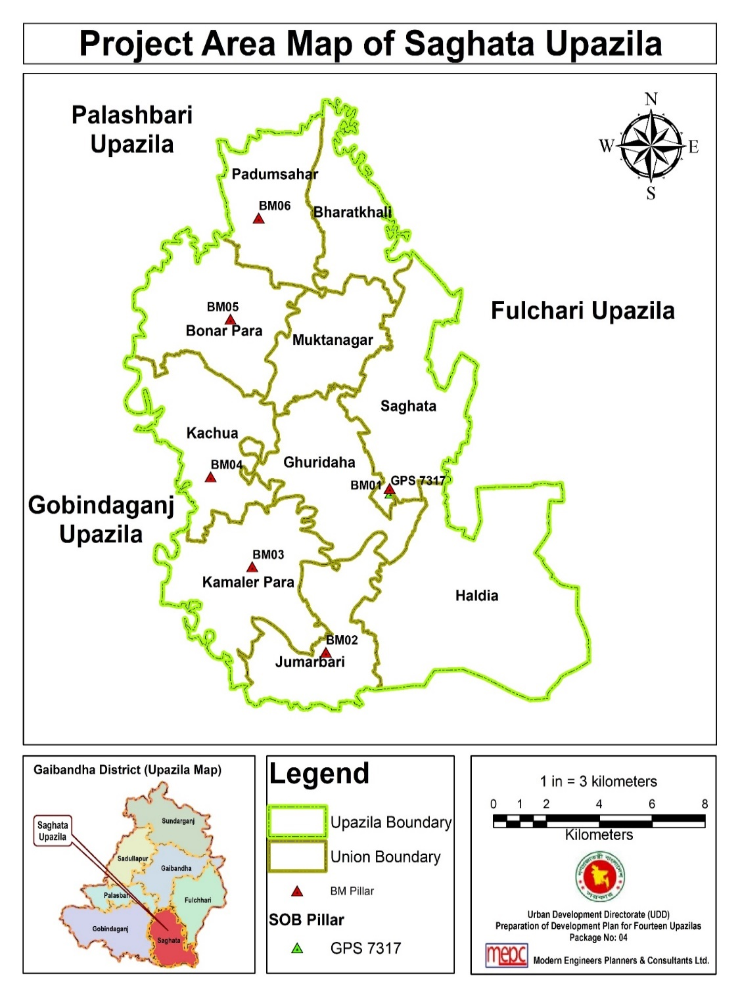 Project Area Map of Saghata Upazila
N
W
E
S
Palashbari
Upazila
Padumsahar
BM06
Bharatkhali
Fulchari Upazila
BM05
Bonar Para
Muktanagar
Saghata
Kachua
Ghuridaha
BM04
BM01
GPS 7317
Gobindaganj
Upazila
BM03
Kamaler Para
Haldia
BM02
Jumarbari
Gaibandha District (Upazila Map)
Sundarganj
Saghata
Upazila
Sadullapur
Gaibandha
Palasbari
Fulchhari
Gobindaganj
Saghata
Legend
Upazila Boundary
Union Boundary
BM Pillar
SOB Pillar
GPS 7317
1 in = 3 kilometers
0 1 2 4 6 8
Kilometers
Urban Development Directorate (UDD)
Preparation of Development Plan for Fourteen Upazilas
Package No: 04
mepc
Modern Engineers Planners & Consultants Ltd.